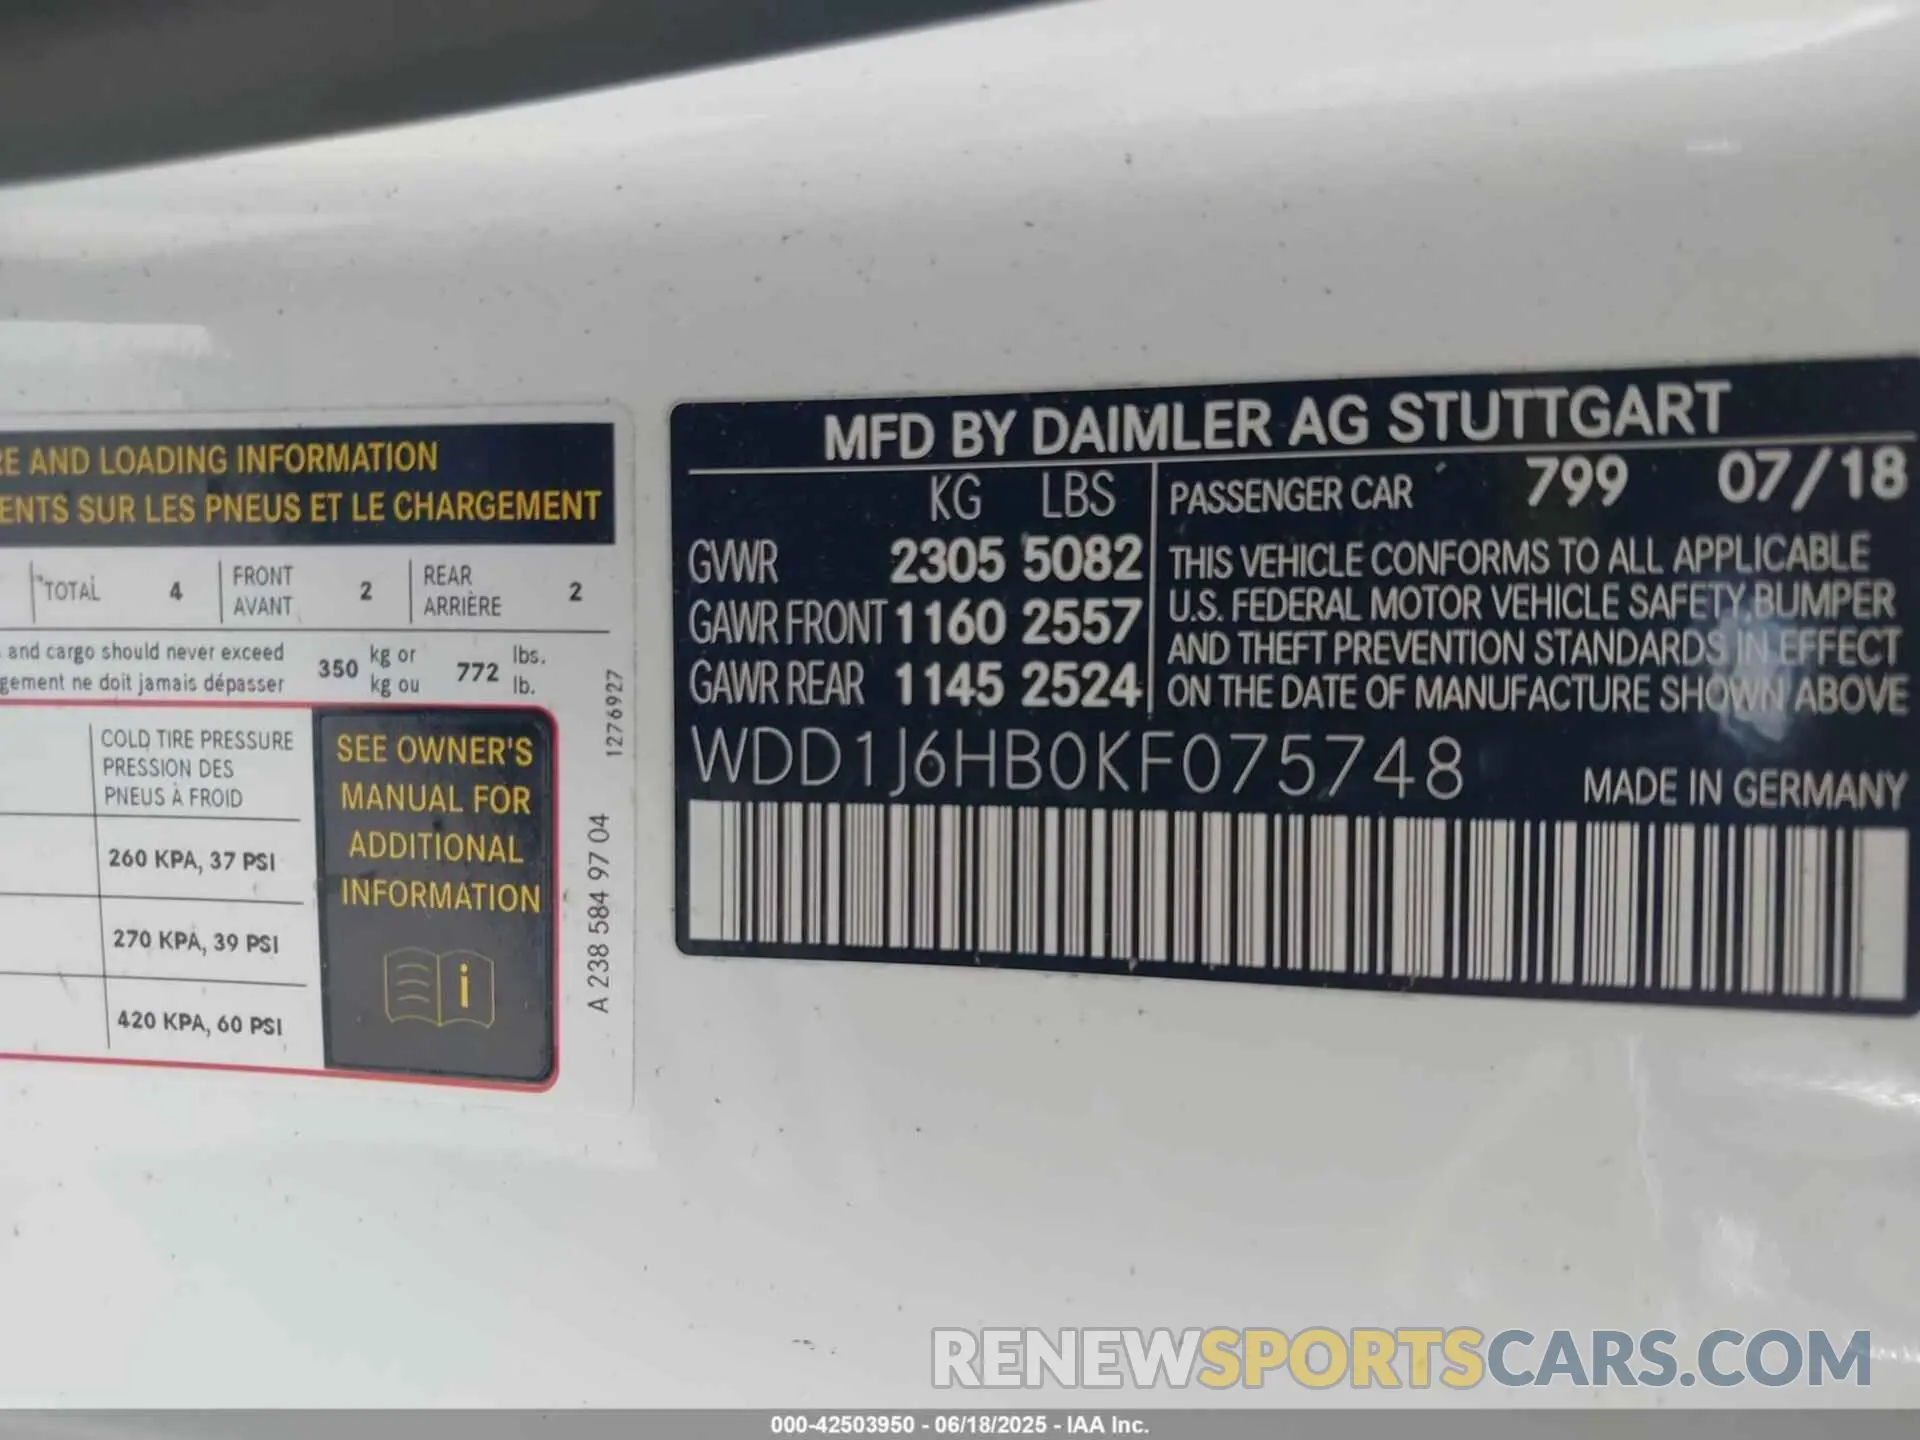 RE AND LOADING INFORMATION
ENTS SUR LES PNEUS ET LE CHARGEMENT
TOTAL 4
FRONT 2
AVANT
REAR 2
ARRIÈRE
and cargo should never exceed 350 kg or 772 lbs.
gement ne doit jamais dépasser kg ou lb.
COLD TIRE PRESSURE
PRESSION DES
PNEUS À FROID
260 KPA, 37 PSI
270 KPA, 39 PSI
420 KPA, 60 PSI
SEE OWNER'S
MANUAL FOR
ADDITIONAL
INFORMATION
i
1276927
A 238 584 97 04
MFD BY DAIMLER AG STUTTGART
KG LBS
GVWR 2305 5082
GAWR FRONT 1160 2557
GAWR REAR 1145 2524
PASSENGER CAR 799 07/18
THIS VEHICLE CONFORMS TO ALL APPLICABLE
U.S. FEDERAL MOTOR VEHICLE SAFETY,BUMPER
AND THEFT PREVENTION STANDARDS IN EFFECT
ON THE DATE OF MANUFACTURE SHOWN ABOVE
WDD1J6HB0KF075748
MADE IN GERMANY
RENEWSPORTSCARS.COM
000-42503950 - 06/18/2025 - IAA Inc.